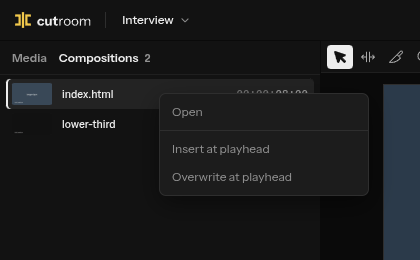 cutroom
Interview
Media Compositions 2
index.html
lower-third
Open
Insert at playhead
Overwrite at playhead